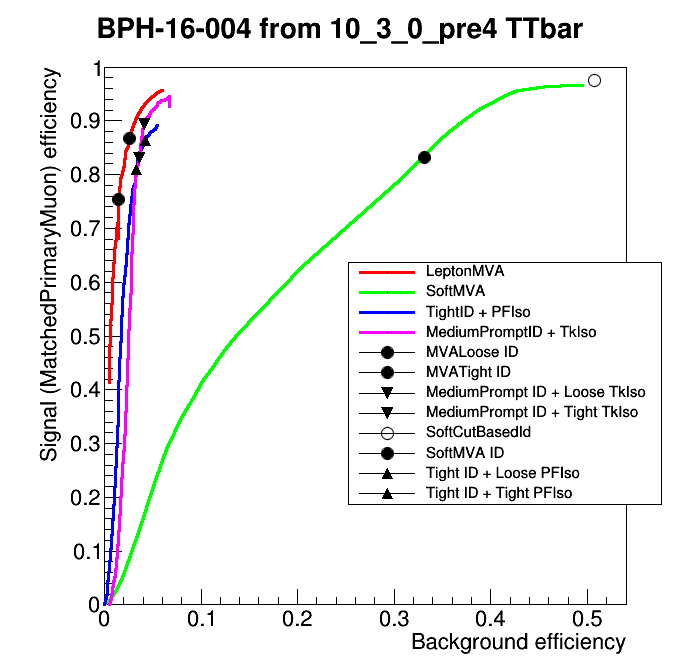 BPH-16-004 from 10_3_0_pre4 TTbar
Signal (MatchedPrimaryMuon) efficiency
1
0.9
0.8
0.7
0.6
0.5
0.4
0.3
0.2
0.1
0
LeptonMVA
SoftMVA
TightID + PFIso
MediumPromptID + TkIso
MVALoose ID
MVATight ID
MediumPrompt ID + Loose TkIso
MediumPrompt ID + Tight TkIso
SoftCutBasedId
SoftMVA ID
Tight ID + Loose PFIso
Tight ID + Tight PFIso
0 0.1 0.2 0.3 0.4 0.5
Background efficiency